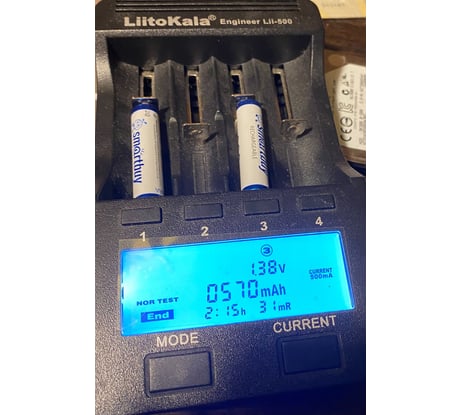 LiitoKala® Engineer Lii-500
smartbuy
RECHARGEABLE
1 2 3 4
3
1.38V
CURRENT
500mA
NOR TEST
0570mAh
End
2:15h 31mR
MODE
CURRENT